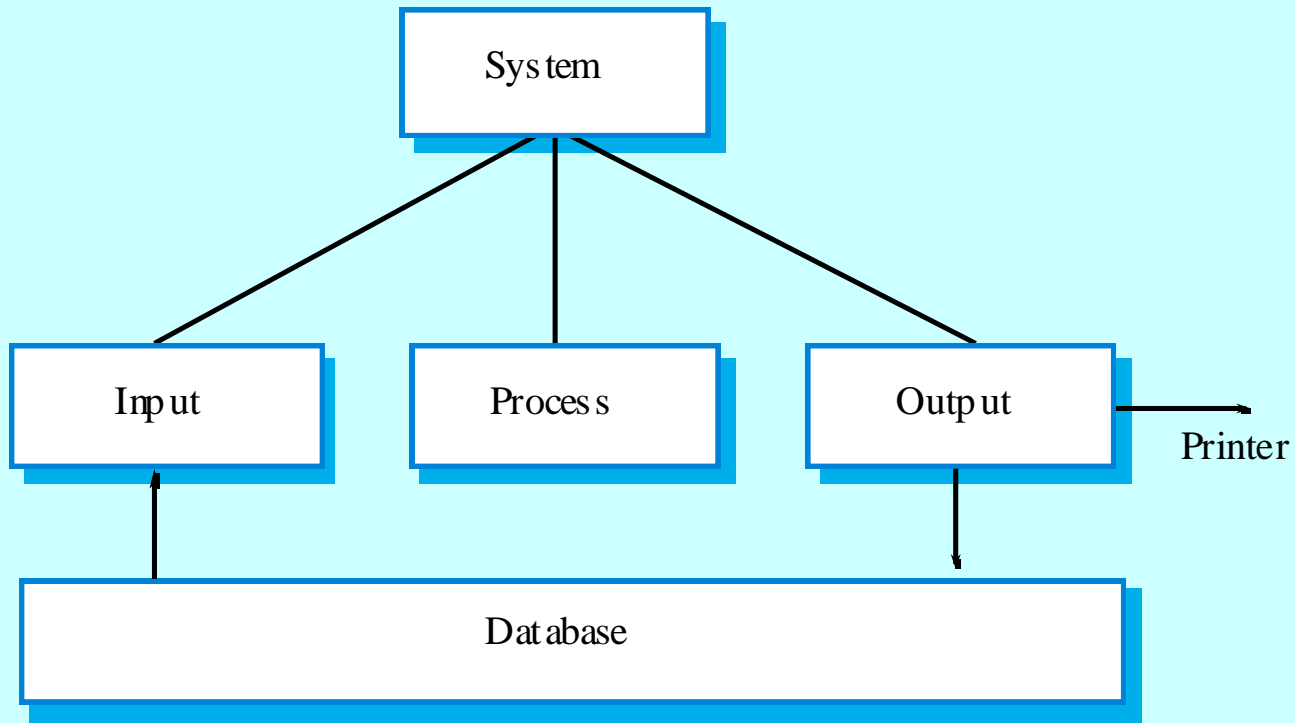 System
Input
Process
Output
Printer
Database